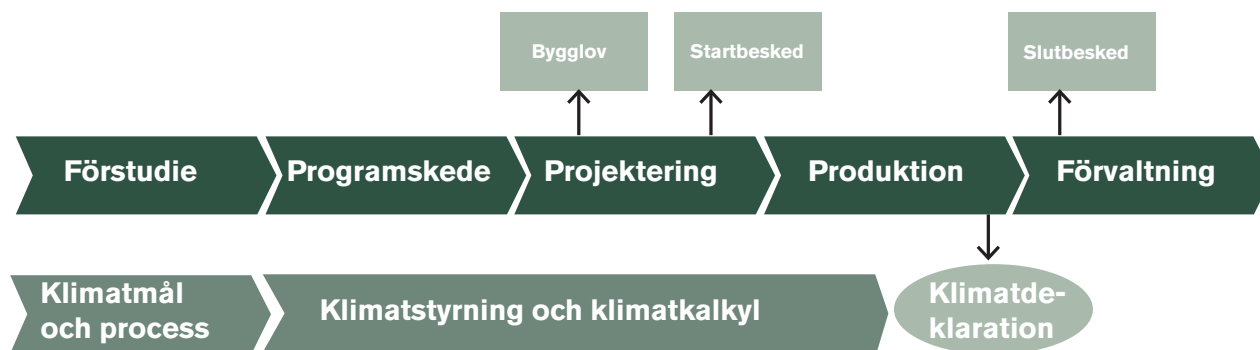 Bygglov
Startbesked
Slutbesked
Förstudie
Programskede
Projektering
Produktion
Förvaltning
Klimatmål
och process
Klimatstyrning och klimatkalkyl
Klimatde-
klaration